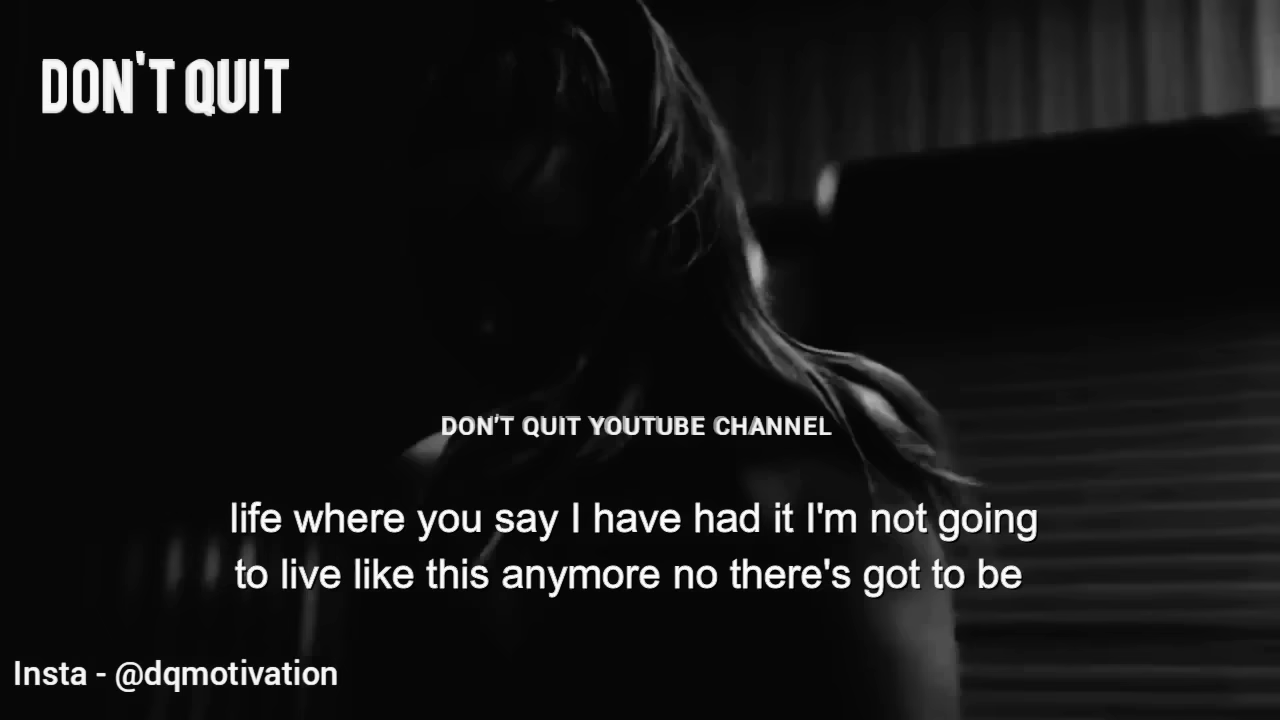 DON'T QUIT
DON'T QUIT YOUTUBE CHANNEL
life where you say I have had it I'm not going
to live like this anymore no there's got to be
Insta - @dqmotivation